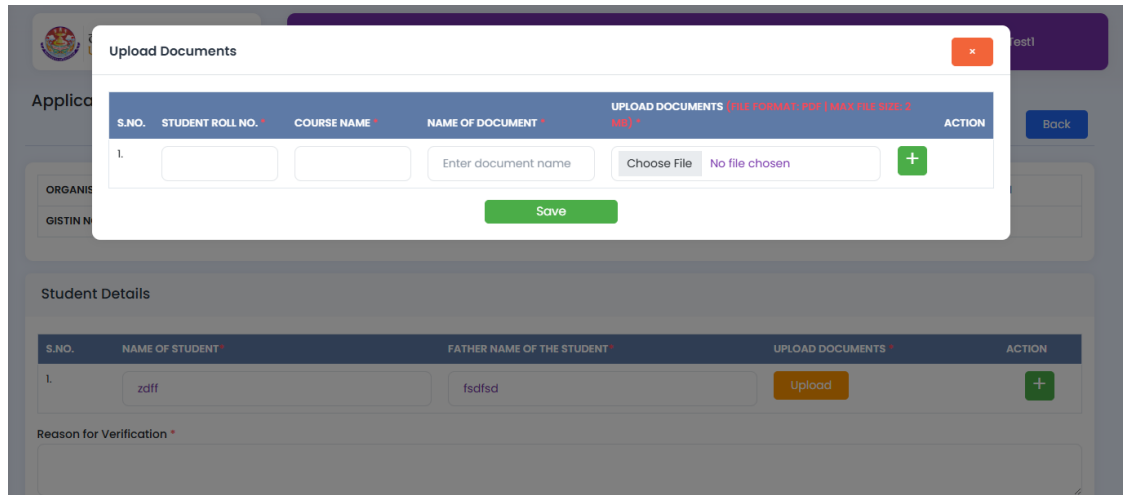 Upload Documents
×
Test1
Applica
Back
S.NO. STUDENT ROLL NO. * COURSE NAME * NAME OF DOCUMENT * UPLOAD DOCUMENTS (FILE FORMAT: PDF | MAX FILE SIZE: 2 MB) * ACTION
1. Enter document name Choose File No file chosen +
Save
ORGANIS
GISTIN N
Student Details
S.NO. NAME OF STUDENT* FATHER NAME OF THE STUDENT* UPLOAD DOCUMENTS * ACTION
1. zdff fsdfsd Upload +
Reason for Verification *